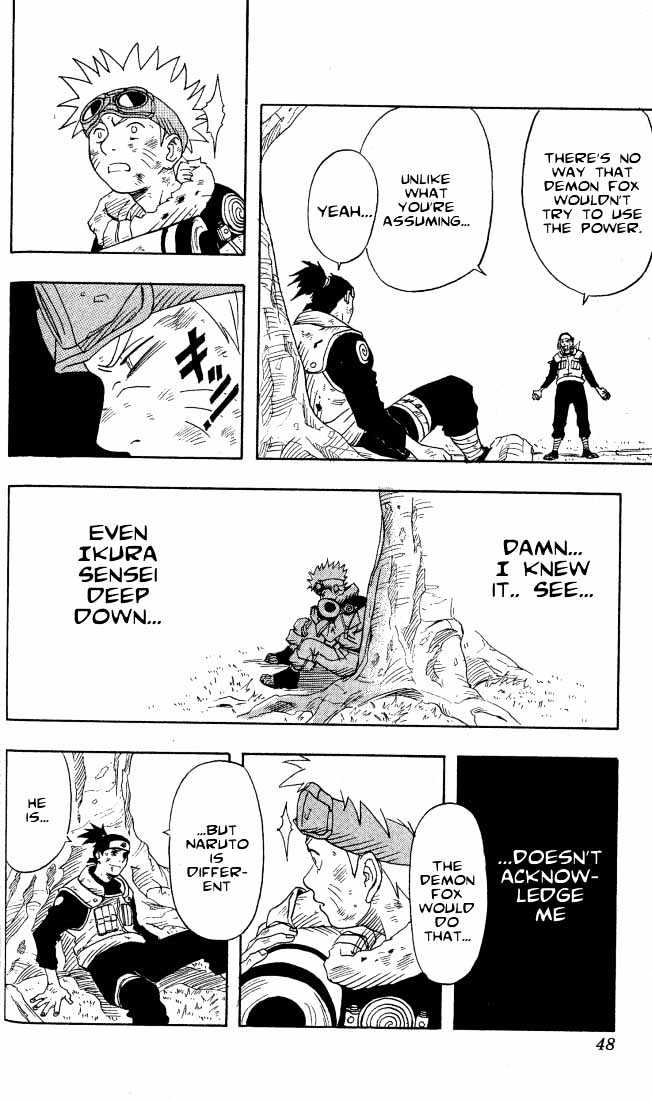 THERE'S NO
WAY THAT
DEMON FOX
WOULDN'T
TRY TO USE
THE POWER.
UNLIKE
WHAT
YOU'RE
ASSUMING...
YEAH...
ギッ!!
DAMN...
I KNEW
IT.. SEE...
EVEN
IKURA
SENSEI
DEEP
DOWN...
...DOESN'T
ACKNOW-
LEDGE
ME
THE
DEMON
FOX
WOULD
DO
THAT...
...BUT
NARUTO
IS
DIFFER-
ENT
HE
IS...
48